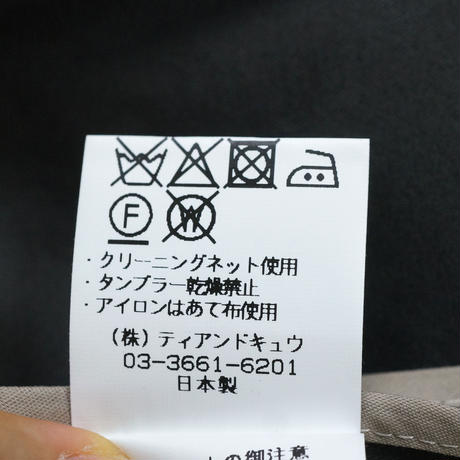 F W
・クリーニングネット使用
・タンブラー乾燥禁止
・アイロンはあて布使用
(株)ティアンドキュウ
03-3661-6201
日本製
の御注意